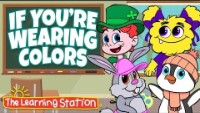 IF YOU'RE
WEARING
COLORS
The Learning Station